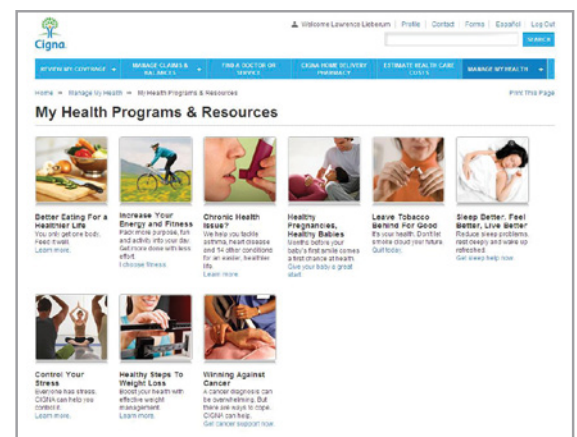 Welcome Lawrence Lieberum | Profile | Contact | Forms | Español | Log Out
Cigna
SEARCH
REVIEW MY COVERAGE
MANAGE CLAIMS & BALANCES
FIND A DOCTOR OR SERVICE
CIGNA HOME DELIVERY PHARMACY
ESTIMATE HEALTH CARE COSTS
MANAGE MY HEALTH
Home Manage My Health My Health Programs & Resources
Print This Page
My Health Programs & Resources
Better Eating For a
Healthier Life
You only get one body.
Feed it well.
Learn more.
Increase Your
Energy and Fitness
Pack more purpose, fun
and activity into your day.
Get more done with less
effort.
I choose fitness.
Chronic Health
Issue?
We help you tackle
asthma, heart disease
and 14 other conditions
for an easier, healthier
life.
Learn more.
Healthy
Pregnancies,
Healthy Babies
Months before your
baby's first smile comes
a first chance at health.
Give your baby a great
start.
Leave Tobacco
Behind For Good
It's your health. Don't let
smoke cloud your future.
Quit today.
Sleep Better. Feel
Better, Live Better
Reduce sleep problems,
rest deeply and wake up
refreshed.
Get sleep help now.
Control Your
Stress
Everyone has stress.
CIGNA can help you
control it.
Learn more.
Healthy Steps To
Weight Loss
Boost your health with
effective weight
management.
Learn more.
Winning Against
Cancer
A cancer diagnosis can
be overwhelming. But
there are ways to cope.
CIGNA can help.
Get cancer support now.